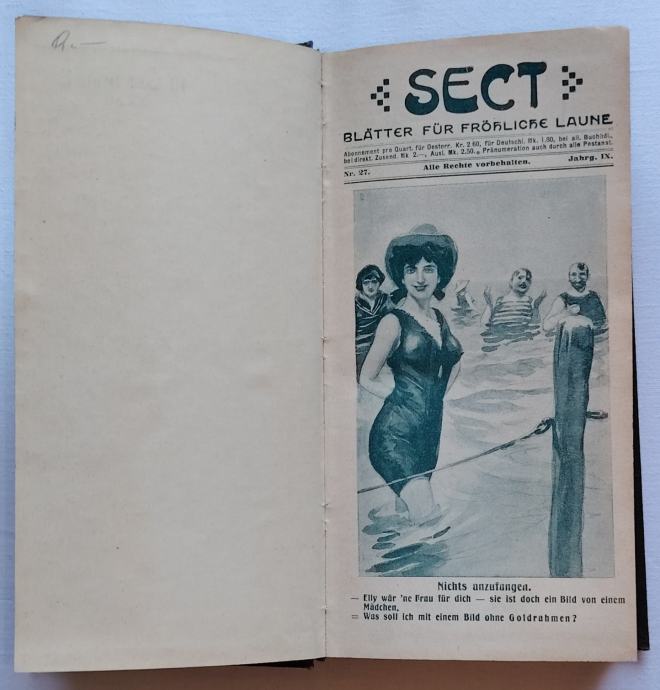 SECT
BLÄTTER FÜR FRÖHLICHE LAUNE
Abonnement pro Quart. für Oesterr. Kr. 2 60, für Deutschl. Mk. 1.80, bei all. Buchhdl.,
bei direkt. Zusend. Mk 2.—, Ausl. Mk. 2.50. Pränumeration auch durch alle Postanst.
Nr. 27. Alle Rechte vorbehalten. Jahrg. IX.
Nichts anzufangen.
— Elly wär 'ne Frau für dich — sie ist doch ein Bild von einem
Mädchen.
= Was soll ich mit einem Bild ohne Goldrahmen?